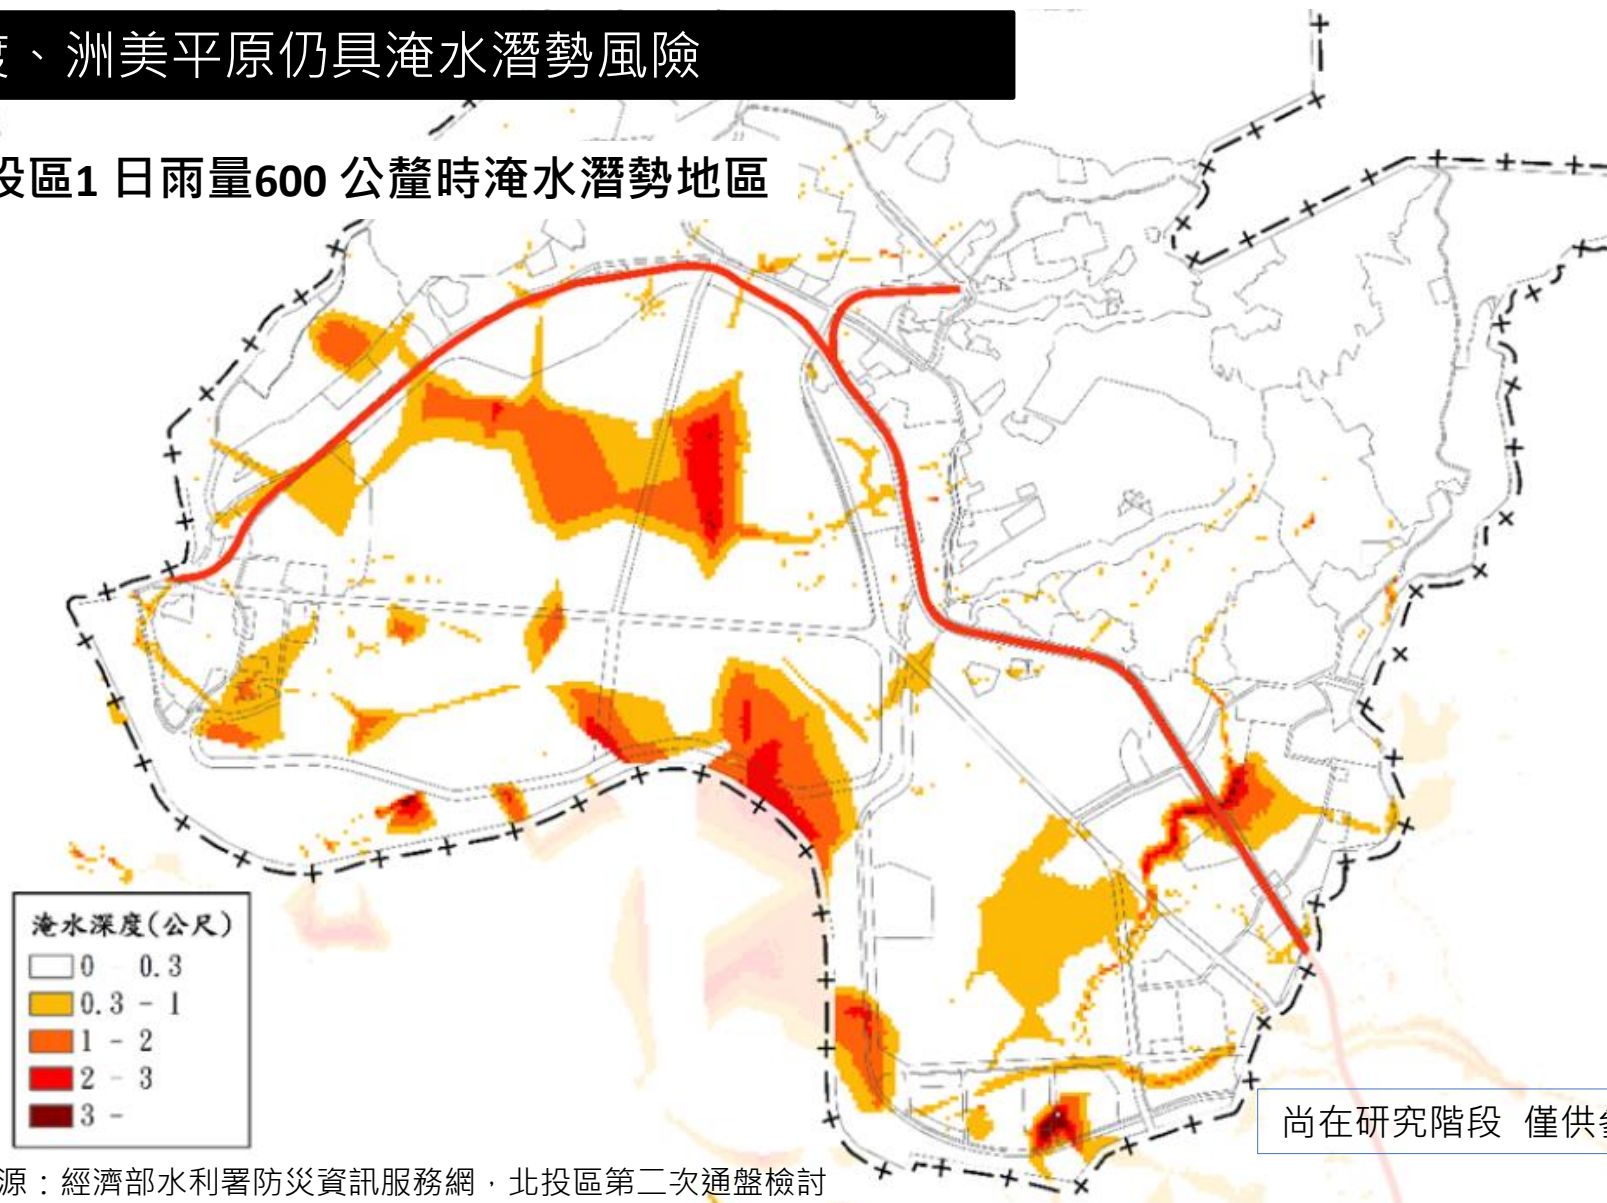 、洲美平原仍具淹水潛勢風險
投區1 日雨量600 公釐時淹水潛勢地區
淹水深度(公尺)
0 - 0.3
0.3 - 1
1 - 2
2 - 3
3 -
尚在研究階段 僅供
源：經濟部水利署防災資訊服務網，北投區第二次通盤檢討